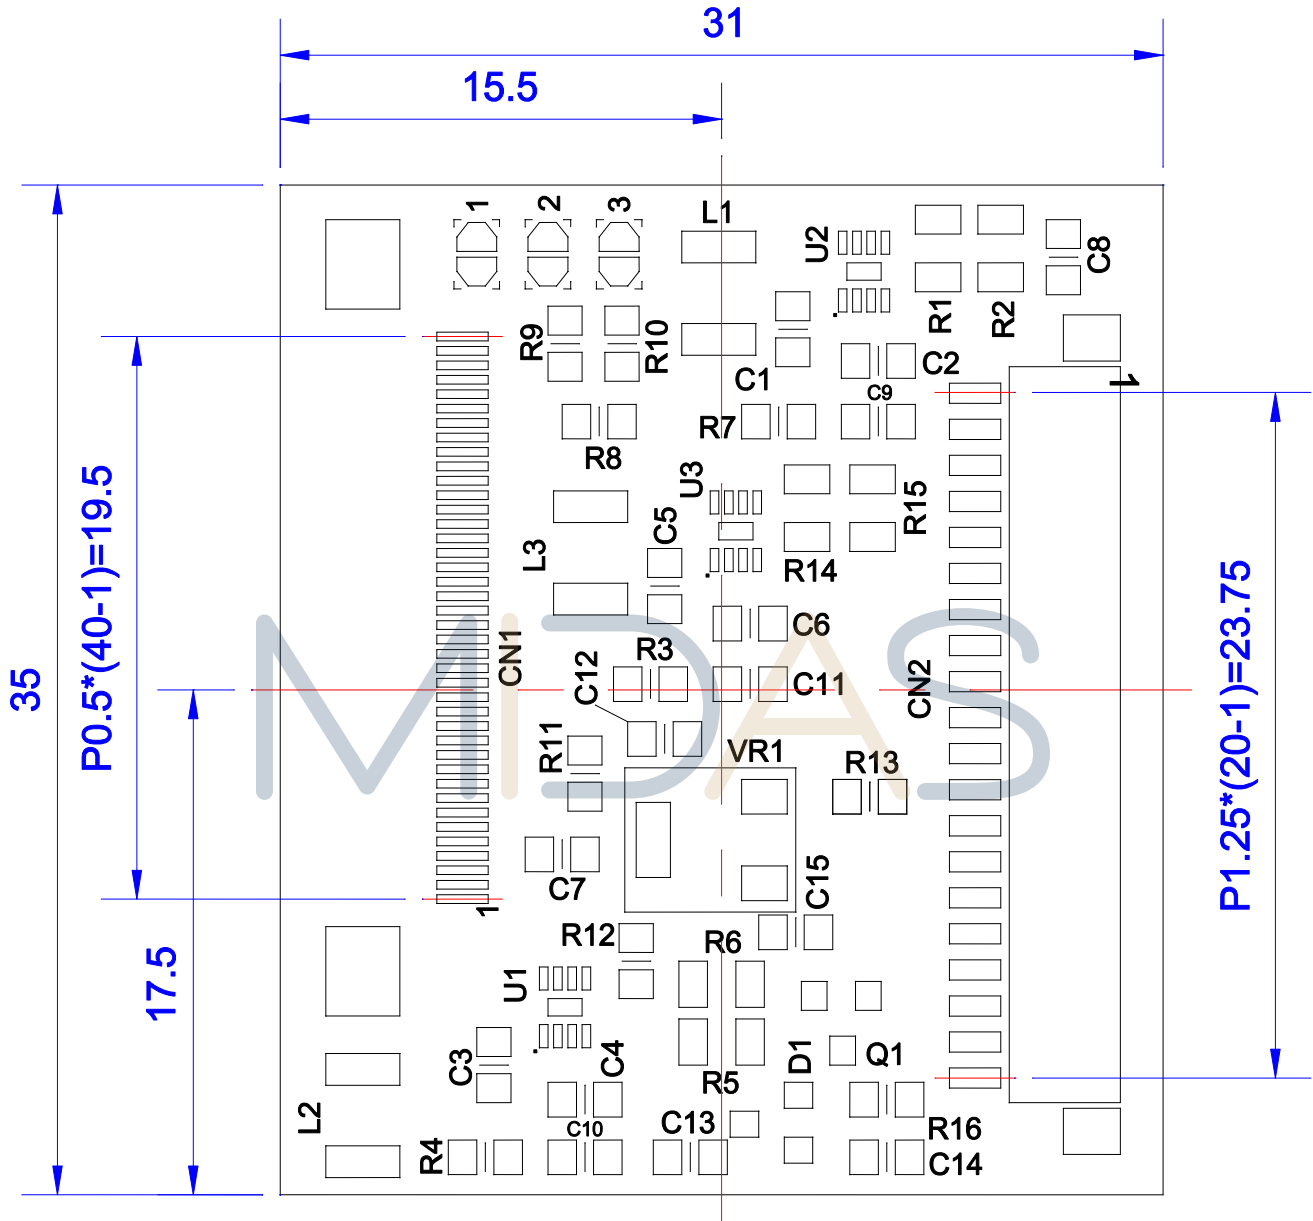 31
15.5
1
2
3
L1
U2
C8
R1
R2
R9
R10
C1
C2
C9
1
R7
R8
U3
R15
C5
L3
R14
P0.5*(40-1)=19.5
P1.25*(20-1)=23.75
C6
MIDAS
CN1
R3
C12
C11
CN2
35
R11
VR1
R13
C7
C15
1
R12
R6
17.5
U1
C3
C4
R5
D1
Q1
L2
R4
C10
C13
R16
C14